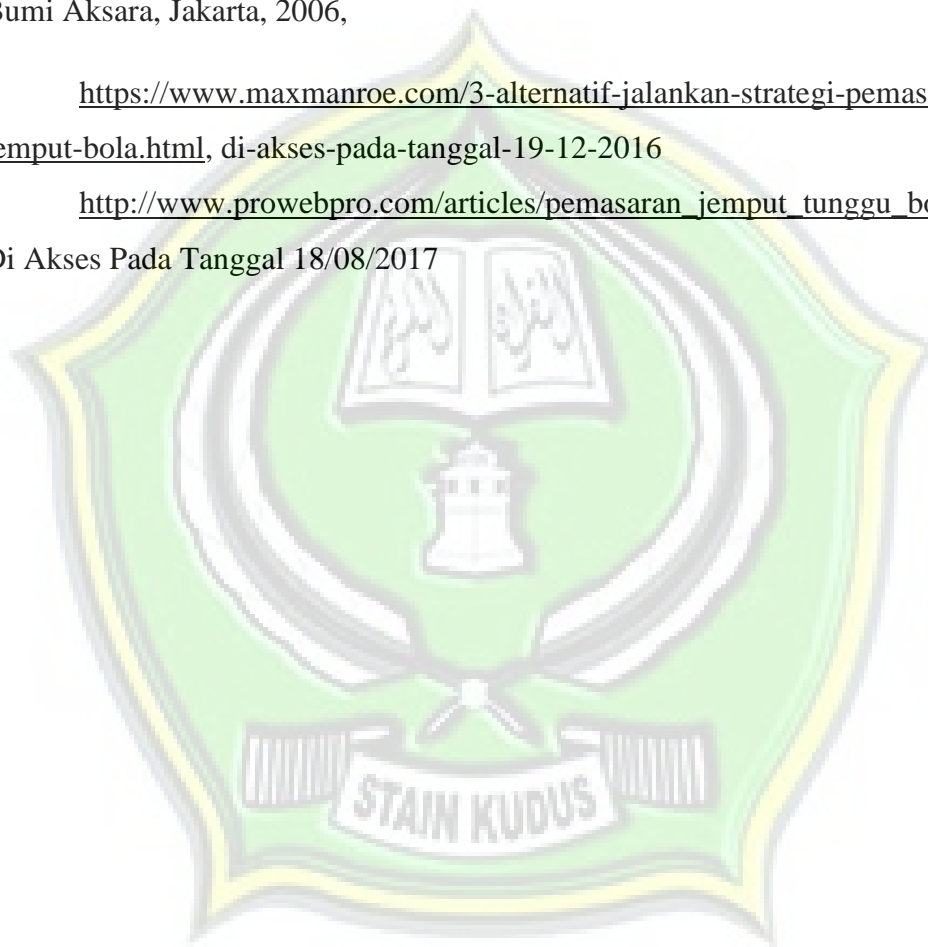 Bumi Aksara, Jakarta, 2006,
https://www.maxmanroe.com/3-alternatif-jalankan-strategi-pemas
emput-bola.html, di-akses-pada-tanggal-19-12-2016
http://www.prowebpro.com/articles/pemasaran_jemput_tunggu_bo
Di Akses Pada Tanggal 18/08/2017
STAIN KUDUS